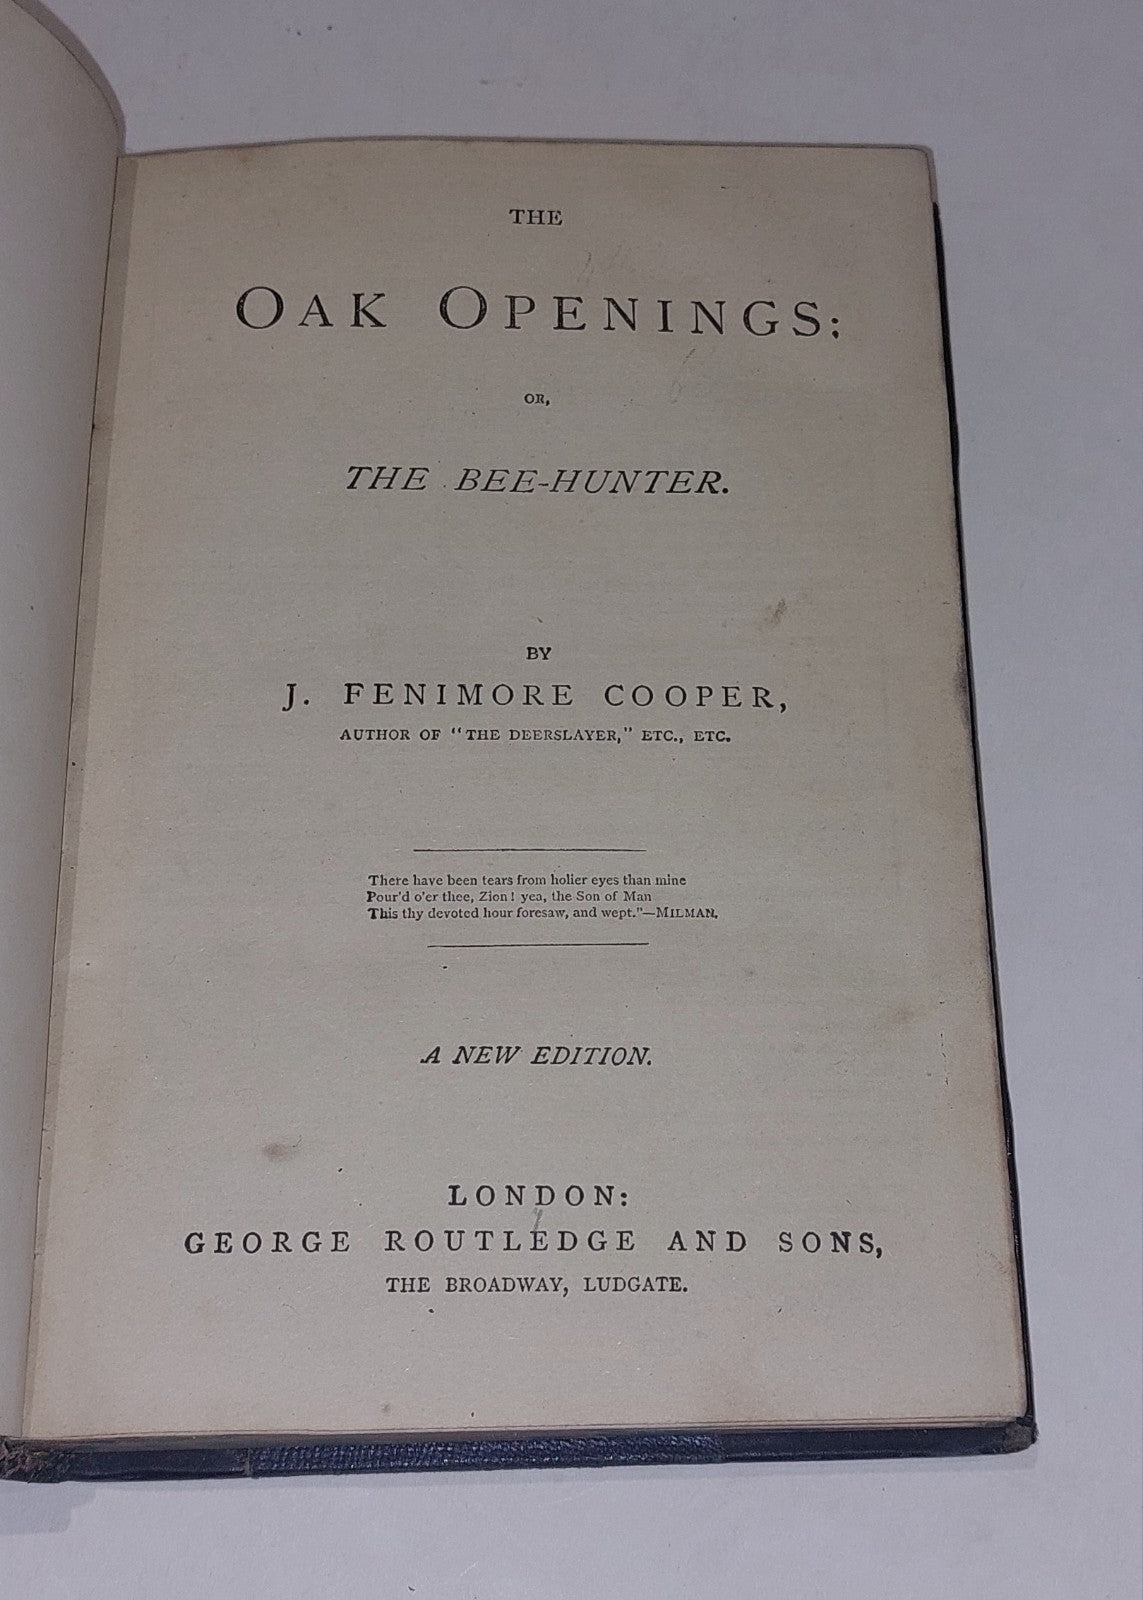 THE
OAK OPENINGS;
OR,
THE BEE-HUNTER.
BY
J. FENIMORE COOPER,
AUTHOR OF "THE DEERSLAYER," ETC., ETC.
There have been tears from holier eyes than mine
Pour'd o'er thee, Zion! yea, the Son of Man
This thy devoted hour foresaw, and wept."—MILMAN.
A NEW EDITION.
LONDON:
GEORGE ROUTLEDGE AND SONS,
THE BROADWAY, LUDGATE.